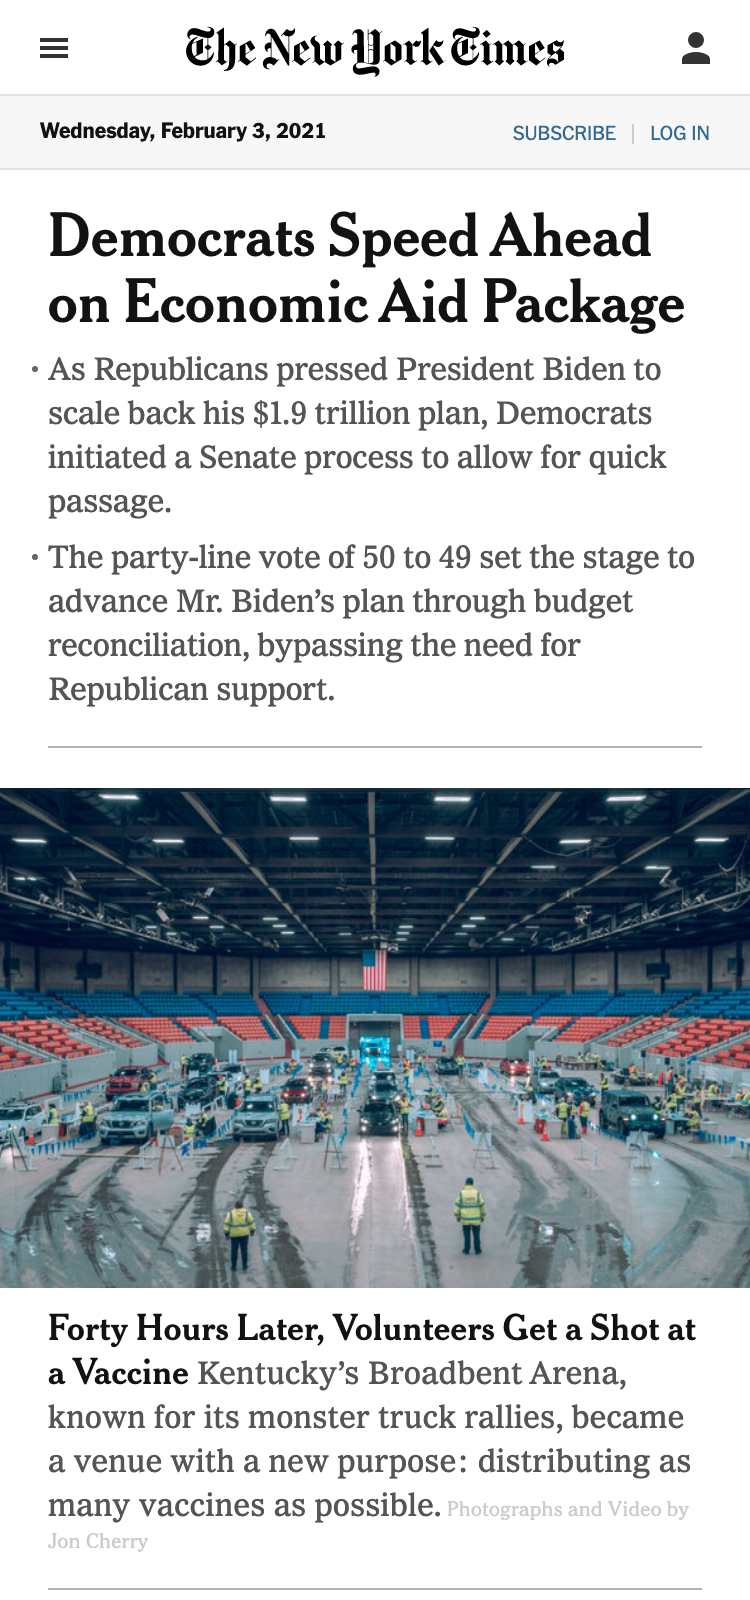 The New York Times
Wednesday, February 3, 2021
SUBSCRIBE | LOG IN
Democrats Speed Ahead
on Economic Aid Package
• As Republicans pressed President Biden to
scale back his $1.9 trillion plan, Democrats
initiated a Senate process to allow for quick
passage.
• The party-line vote of 50 to 49 set the stage to
advance Mr. Biden’s plan through budget
reconciliation, bypassing the need for
Republican support.
Forty Hours Later, Volunteers Get a Shot at
a Vaccine Kentucky’s Broadbent Arena,
known for its monster truck rallies, became
a venue with a new purpose: distributing as
many vaccines as possible. Photographs and Video by
Jon Cherry